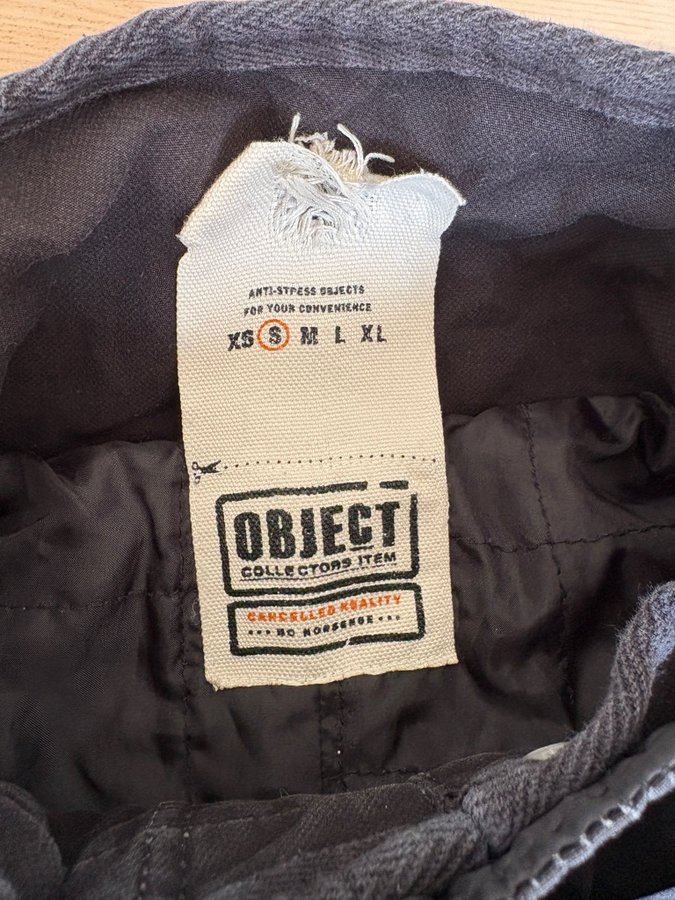 ANTI-STRESS OBJECTS
FOR YOUR CONVENIENCE
XS S M L XL
OBJECT
COLLECTORS ITEM
CANCELLED REALITY
NO NONSENSE